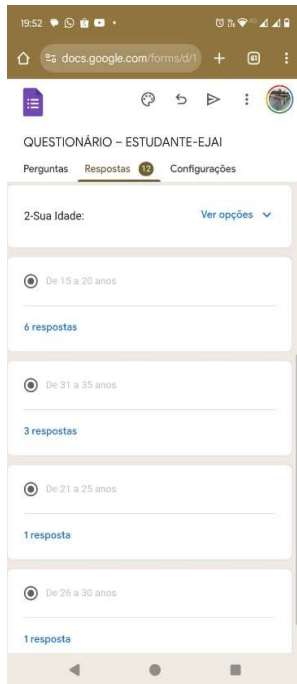 19:52
docs.google.com/forms/d/1
61
QUESTIONÁRIO – ESTUDANTE-EJAI
Perguntas Respostas 12 Configurações
2-Sua Idade: Ver opções
De 15 a 20 anos
6 respostas
De 31 a 35 anos
3 respostas
De 21 a 25 anos
1 resposta
De 26 a 30 anos
1 resposta